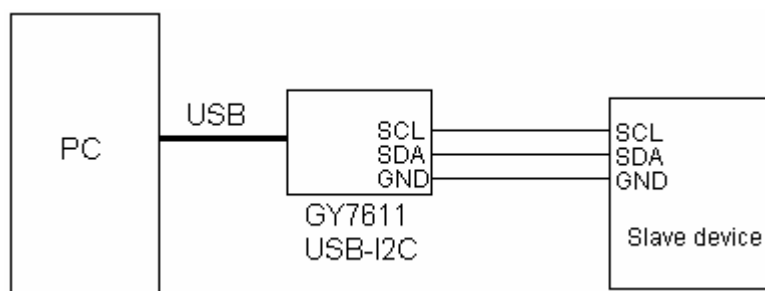 PC
USB
SCL
SDA
GND
GY7611
USB-I2C
SCL
SDA
GND
Slave device